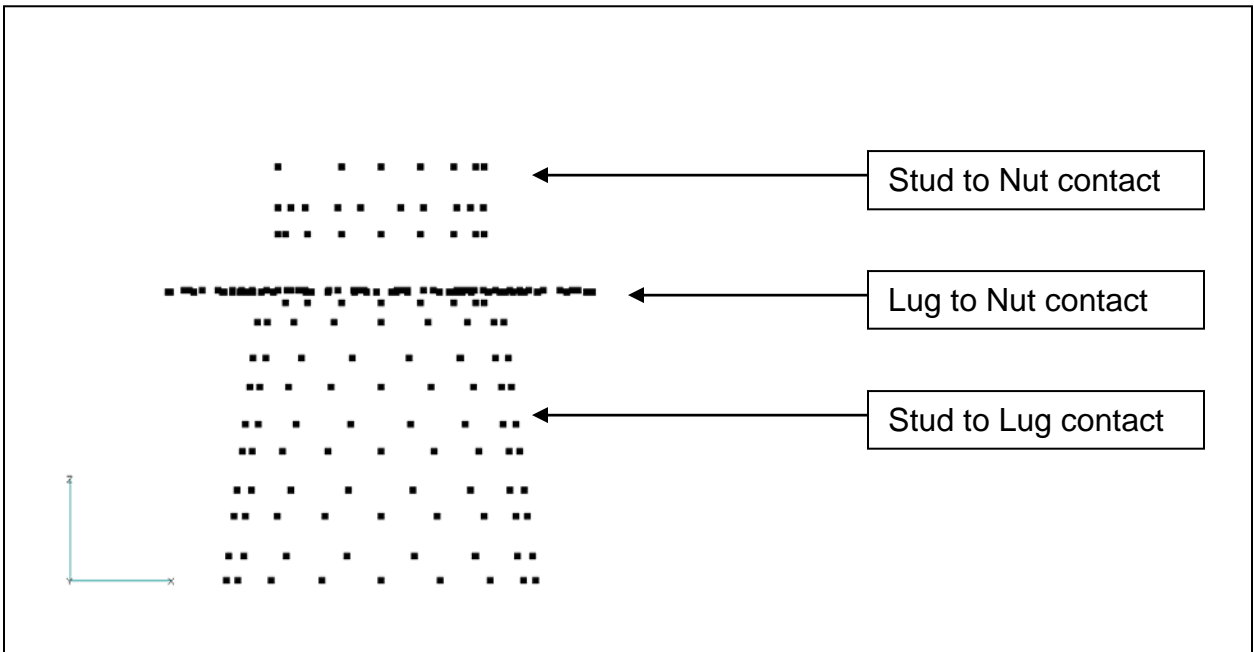 Stud to Nut contact
Lug to Nut contact
Stud to Lug contact
Z
Y
X